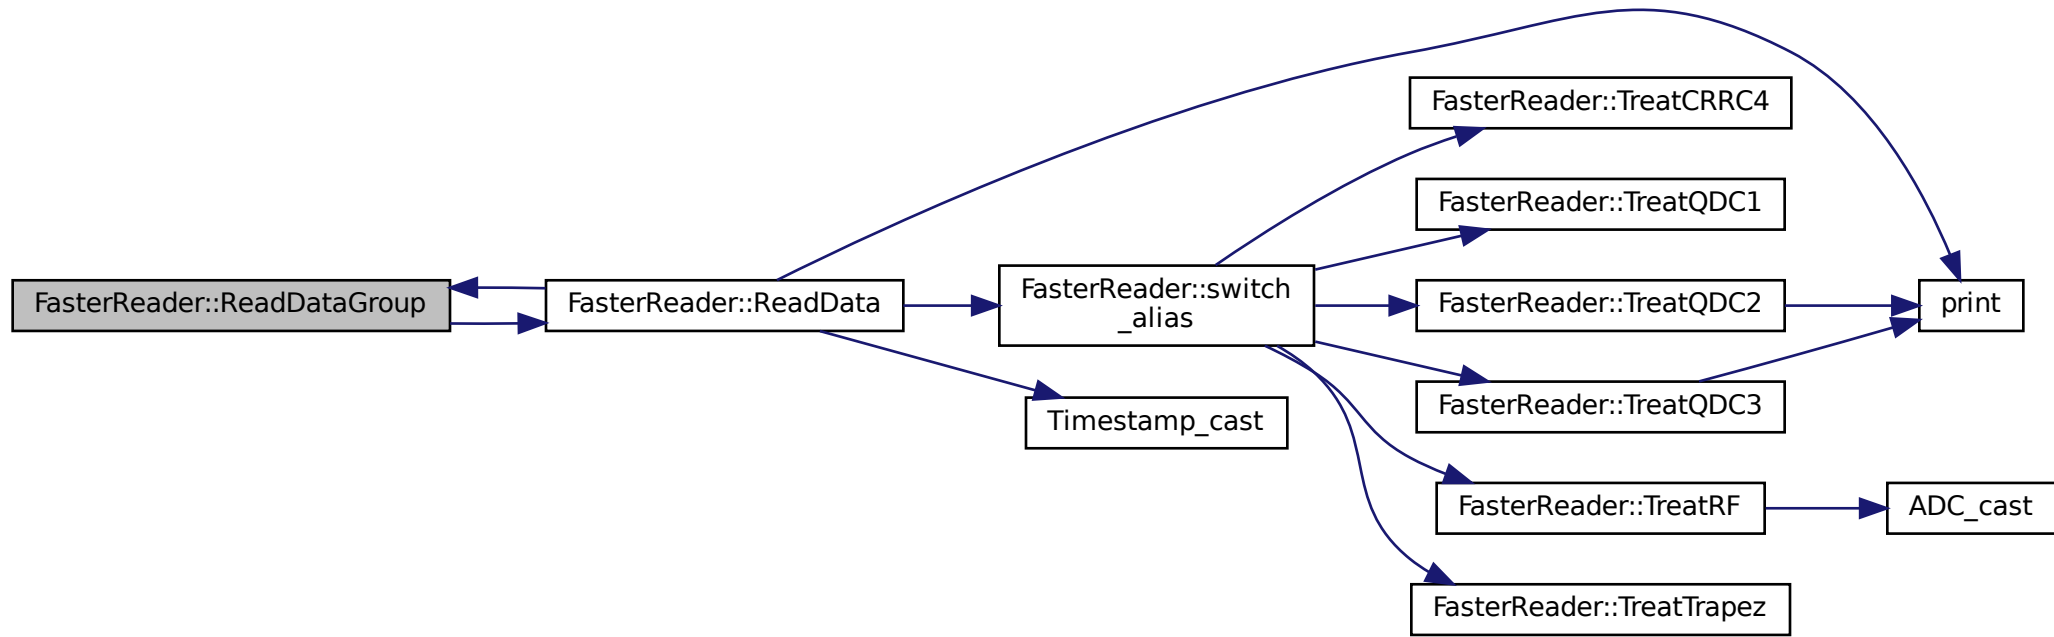 FasterReader::ReadDataGroup
FasterReader::ReadData
FasterReader::switch
_alias
Timestamp_cast
FasterReader::TreatCRRC4
FasterReader::TreatQDC1
FasterReader::TreatQDC2
FasterReader::TreatQDC3
FasterReader::TreatRF
FasterReader::TreatTrapez
print
ADC_cast